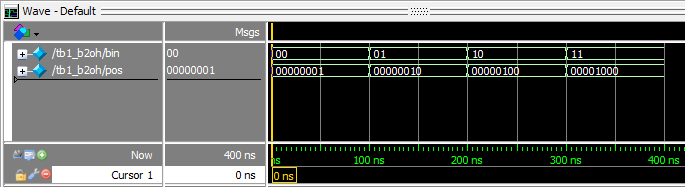 Wave - Default
Msgs
/tb1_b2oh/bin 00 00 01 10 11
/tb1_b2oh/pos 00000001 00000001 00000010 00000100 00001000
Now 400 ns ns 100 ns 200 ns 300 ns 400 ns
Cursor 1 0 ns 0 ns